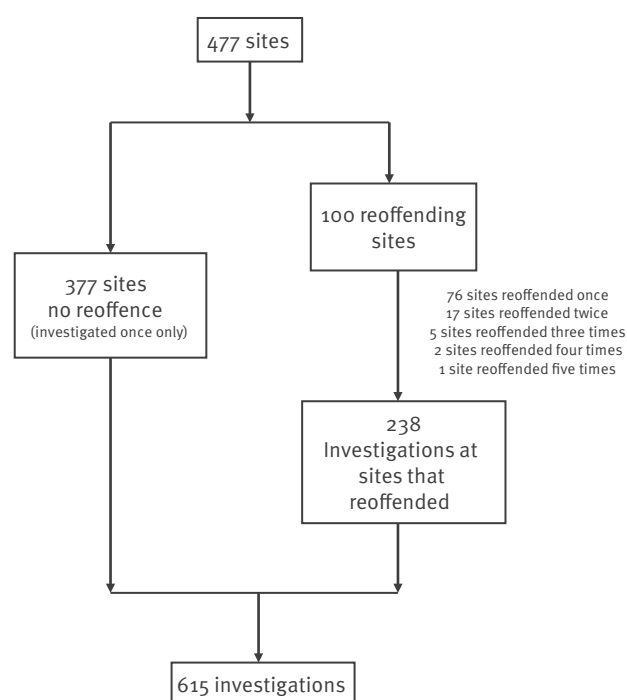 477 sites
100 reoffending
sites
377 sites
no reoffence
(investigated once only)
76 sites reoffended once
17 sites reoffended twice
5 sites reoffended three times
2 sites reoffended four times
1 site reoffended five times
238
Investigations at
sites that
reoffended
615 investigations